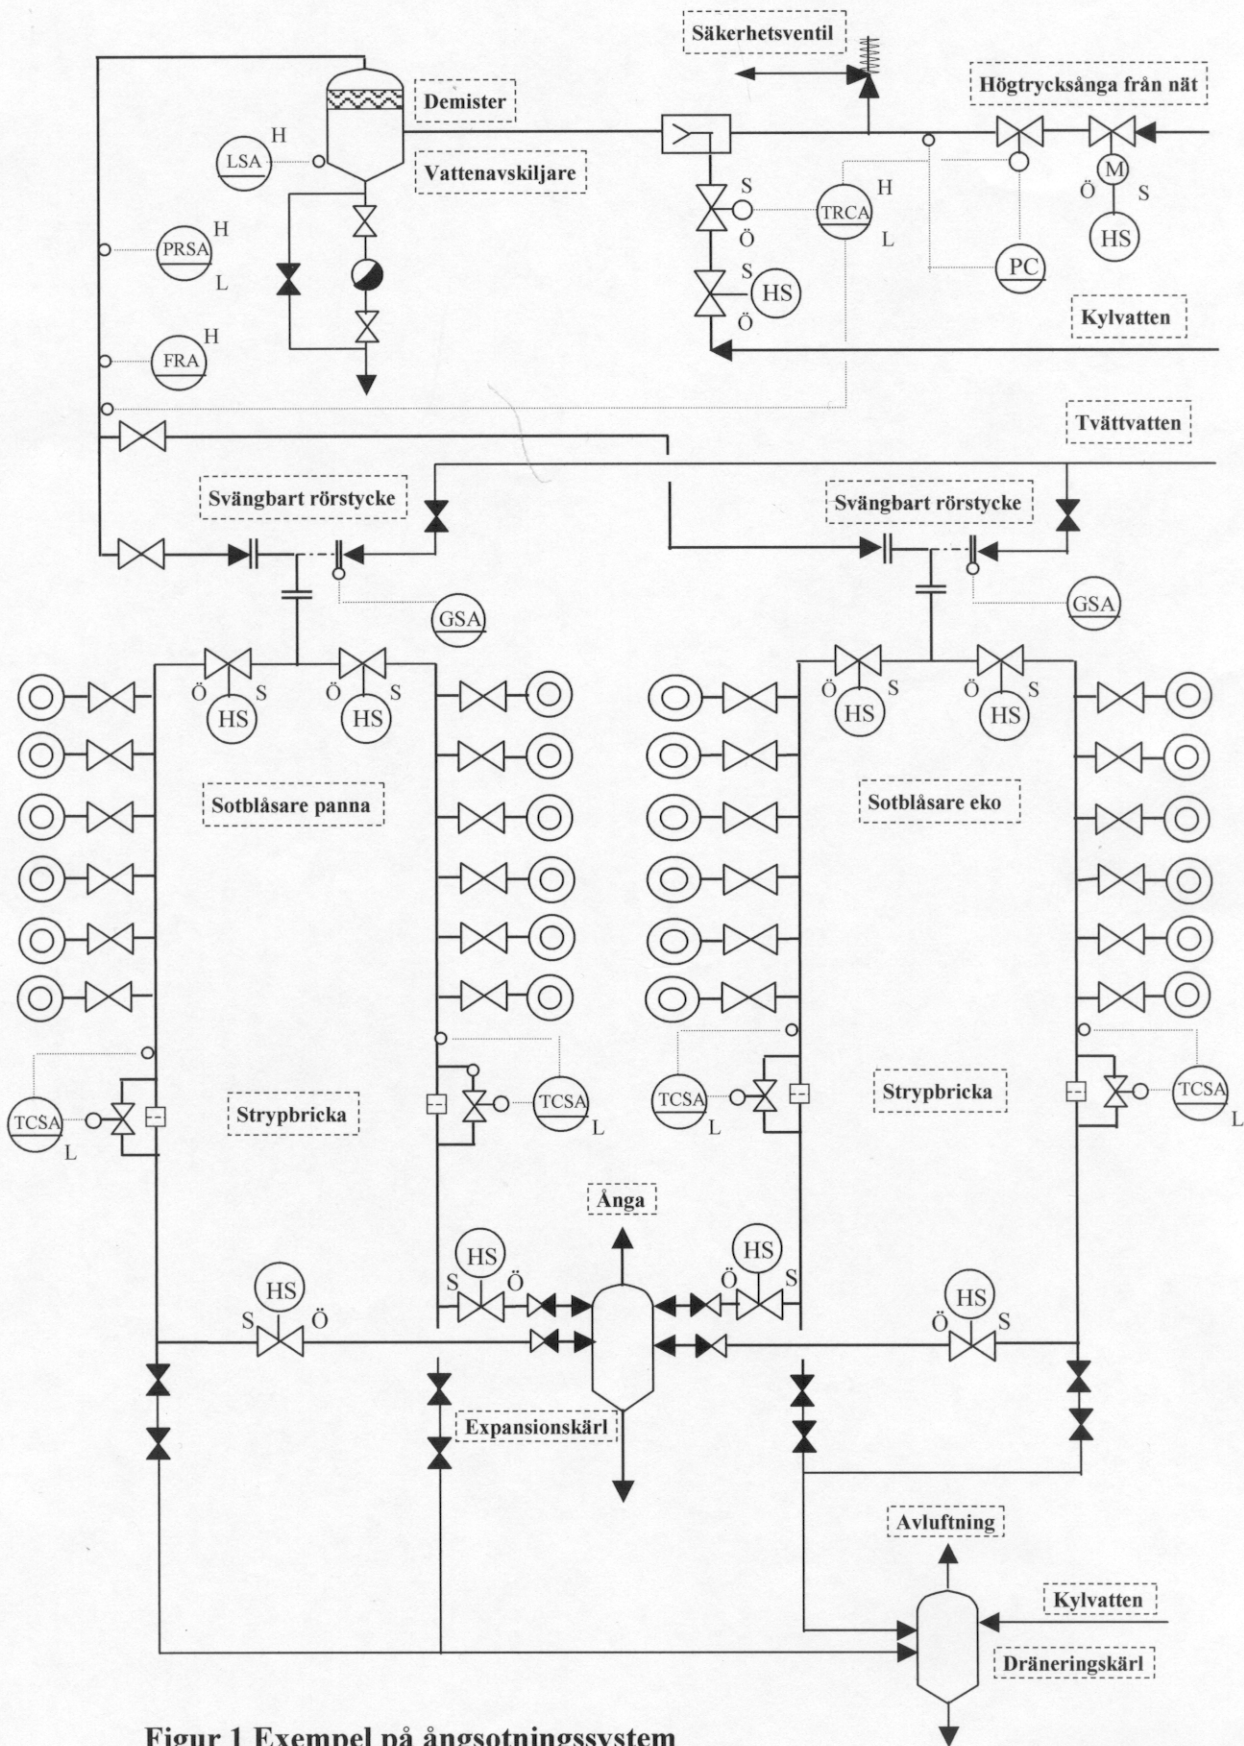 Säkerhetsventil
Högtrycksånga från nät
Demister
H
LSA
Vattenavskiljare
M
Ö
S
HS
S
TRCA
H
L
Ö
PRSA
H
L
PC
S
HS
Ö
Kylvatten
FRA
H
Tvättvatten
Svängbart rörstycke
Svängbart rörstycke
GSA
GSA
Ö
S
Ö
S
HS
HS
Ö
S
Ö
S
HS
HS
Sotblåsare panna
Sotblåsare eko
TCSA
L
Strypbricka
TCSA
L
TCSA
L
Strypbricka
TCSA
L
Ånga
HS
S
Ö
HS
Ö
S
HS
S
Ö
HS
Ö
S
Expansionskärl
Avluftning
Kylvatten
Dräneringskärl
Figur 1 Exempel på ångsotningssystem